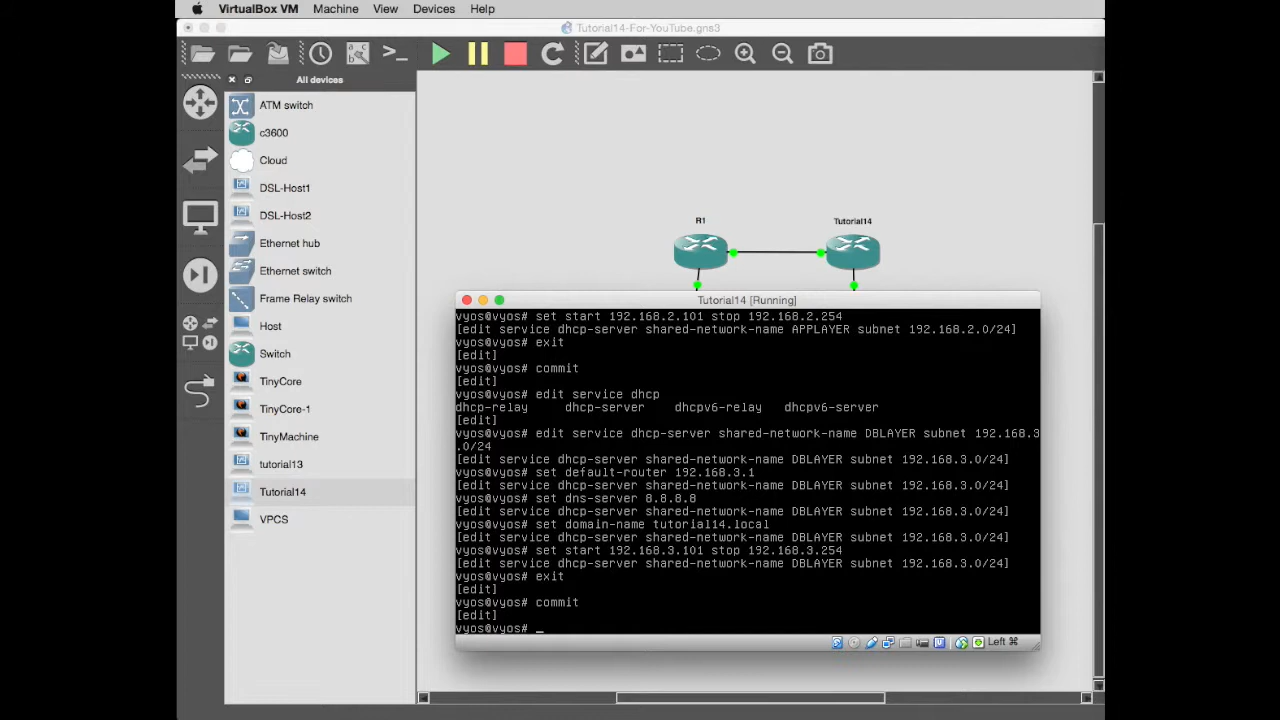 VirtualBox VM Machine View Devices Help
Tutorial14-For-YouTube.gns3
All devices
ATM switch
c3600
Cloud
DSL-Host1
DSL-Host2
Ethernet hub
Ethernet switch
Frame Relay switch
Host
Switch
TinyCore
TinyCore-1
TinyMachine
tutorial13
Tutorial14
VPCS
R1
Tutorial14
Tutorial14 [Running]
vyos@vyos# set start 192.168.2.101 stop 192.168.2.254
[edit service dhcp-server shared-network-name APPLAYER subnet 192.168.2.0/24]
vyos@vyos# exit
[edit]
vyos@vyos# commit
[edit]
vyos@vyos# edit service dhcp
dhcp-relay dhcp-server dhcpv6-relay dhcpv6-server
[edit]
vyos@vyos# edit service dhcp-server shared-network-name DBLAYER subnet 192.168.3
.0/24
[edit service dhcp-server shared-network-name DBLAYER subnet 192.168.3.0/24]
vyos@vyos# set default-router 192.168.3.1
[edit service dhcp-server shared-network-name DBLAYER subnet 192.168.3.0/24]
vyos@vyos# set dns-server 8.8.8.8
[edit service dhcp-server shared-network-name DBLAYER subnet 192.168.3.0/24]
vyos@vyos# set domain-name tutorial14.local
[edit service dhcp-server shared-network-name DBLAYER subnet 192.168.3.0/24]
vyos@vyos# set start 192.168.3.101 stop 192.168.3.254
[edit service dhcp-server shared-network-name DBLAYER subnet 192.168.3.0/24]
vyos@vyos# exit
[edit]
vyos@vyos# commit
[edit]
vyos@vyos# _
Left ⌘